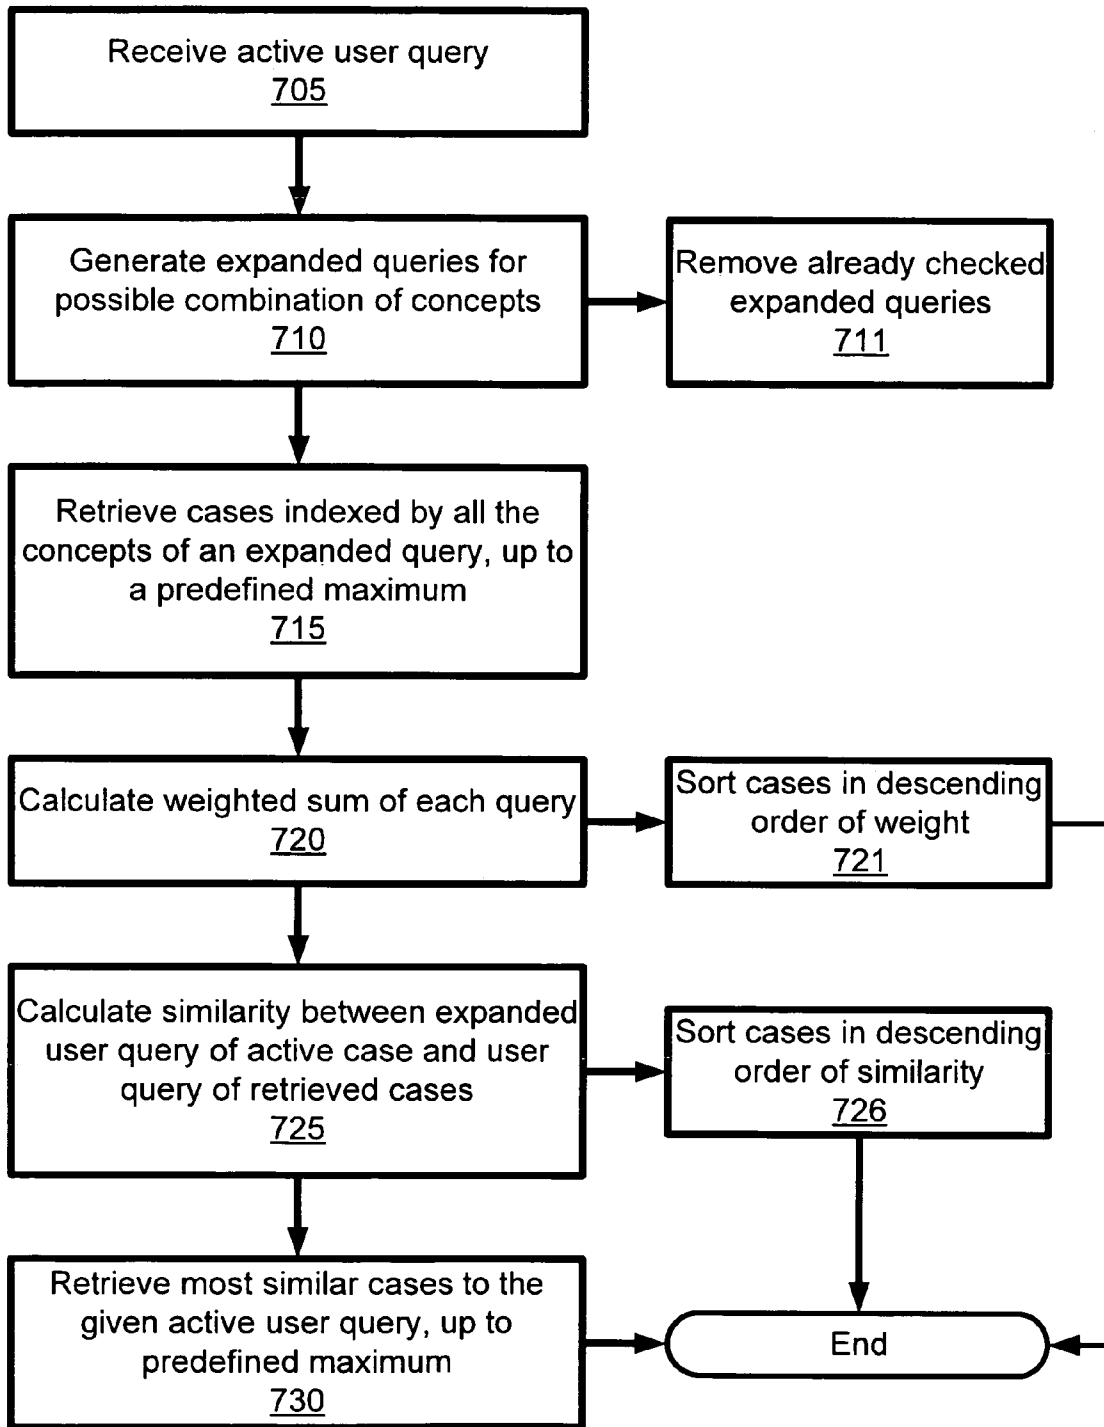 Receive active user query
705
Generate expanded queries for
possible combination of concepts
710
Remove already checked
expanded queries
711
Retrieve cases indexed by all the
concepts of an expanded query, up to
a predefined maximum
715
Calculate weighted sum of each query
720
Sort cases in descending
order of weight
721
Calculate similarity between expanded
user query of active case and user
query of retrieved cases
725
Sort cases in descending
order of similarity
726
Retrieve most similar cases to the
given active user query, up to
predefined maximum
730
End